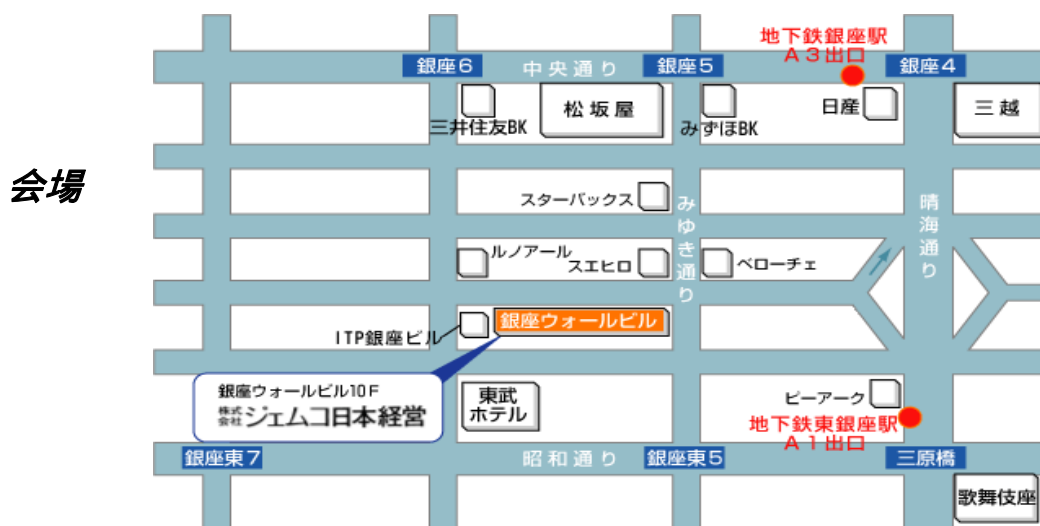 地下鉄銀座駅
A3出口
銀座6
中央通り
銀座5
銀座4
三井住友BK
松坂屋
みずほBK
日産
三越
会場
スターバックス
みゆき通り
晴海通り
ルノアール
スエヒロ
ベローチェ
ITP銀座ビル
銀座ウォールビル
銀座ウォールビル10F
株式会社ジェムコ日本経営
東武
ホテル
ピーアーク
地下鉄東銀座駅
A1出口
銀座東7
昭和通り
銀座東5
三原橋
歌舞伎座